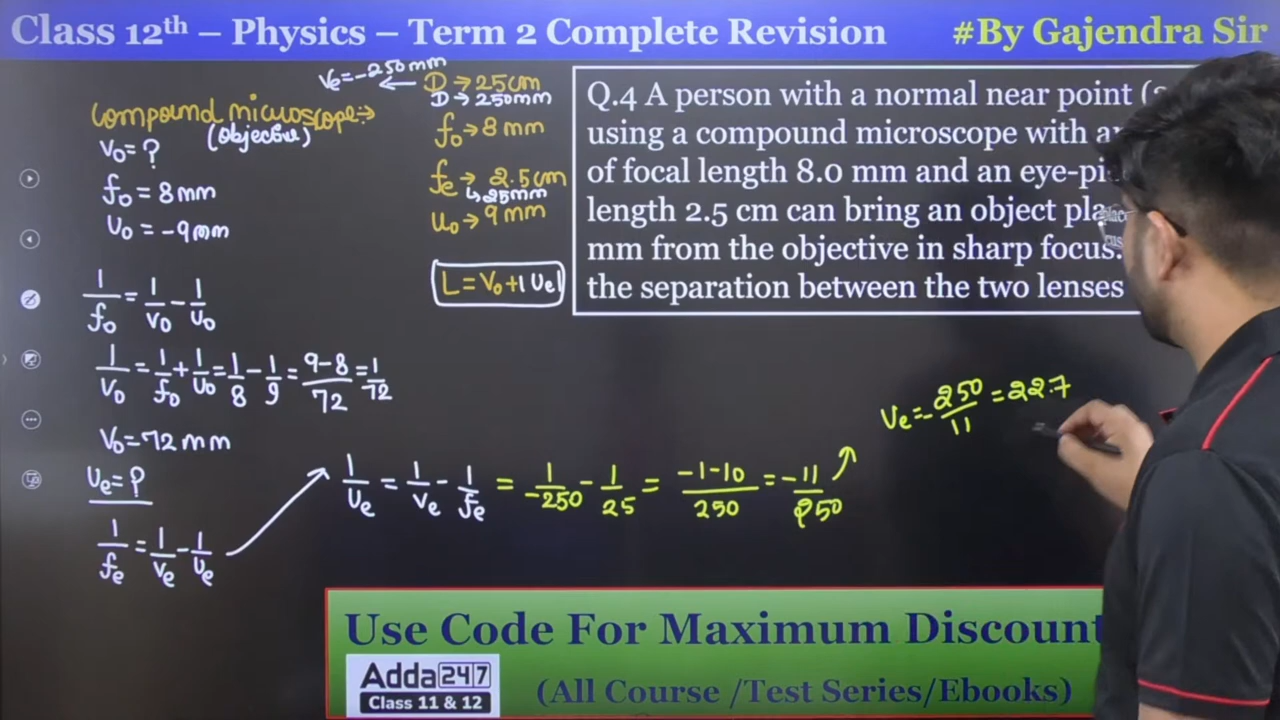 Class 12th – Physics – Term 2 Complete Revision #By Gajendra Sir
Compound microscope:→
(Objective)
v₀ = ?
f₀ = 8 mm
u₀ = -9 mm
1/f₀ = 1/v₀ - 1/u₀
1/v₀ = 1/f₀ + 1/u₀ = 1/8 - 1/9 = 9-8/72 = 1/72
v₀ = 72 mm
ue = ?
1/fe = 1/ve - 1/ue
ve = -250mm ← D → 25cm
D → 250mm
f₀ → 8 mm
fe → 2.5cm
↳ 25mm
u₀ → 9 mm
L = v₀ + |ue|
Q.4 A person with a normal near point
using a compound microscope with
of focal length 8.0 mm and an
length 2.5 cm can bring an object
mm from the objective in sharp focus.
the separation between the two lenses
1/ue = 1/ve - 1/fe = 1/-250 - 1/25 = -1-10/250 = -11/250
ue = -250/11 = 22.7
Use Code For Maximum Discount
Adda247
Class 11 & 12
(All Course /Test Series/Ebooks)